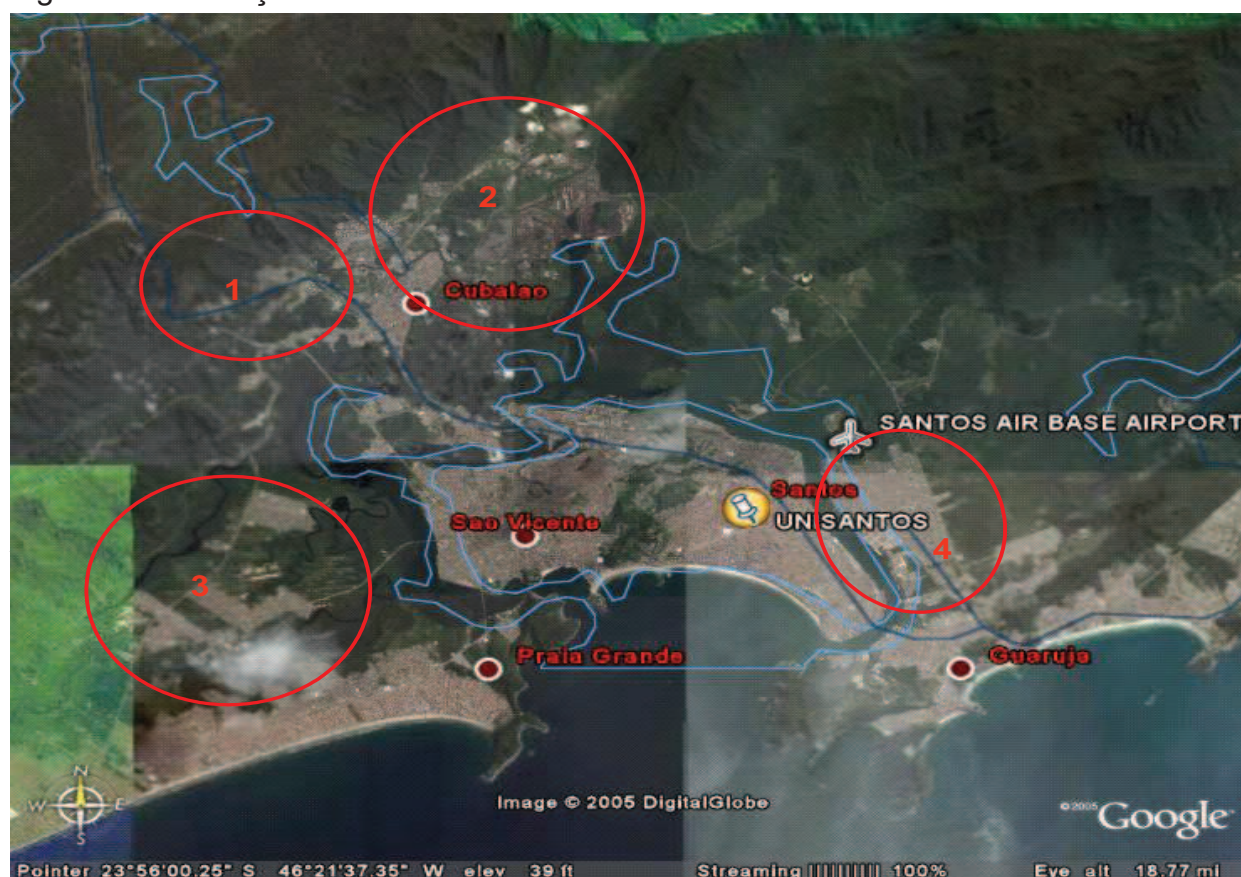 2
1
Cubatao
SANTOS AIR BASE AIRPORT
Santos
Sao Vicente
UNISANTOS
4
3
Praia Grande
Guaruja
N
W E
S
Image © 2005 DigitalGlobe
©2005 Google
Pointer 23°56'00.25" S 46°21'37.35" W elev 39 ft Streaming |||||||||| 100% Eye alt 18.77 mi